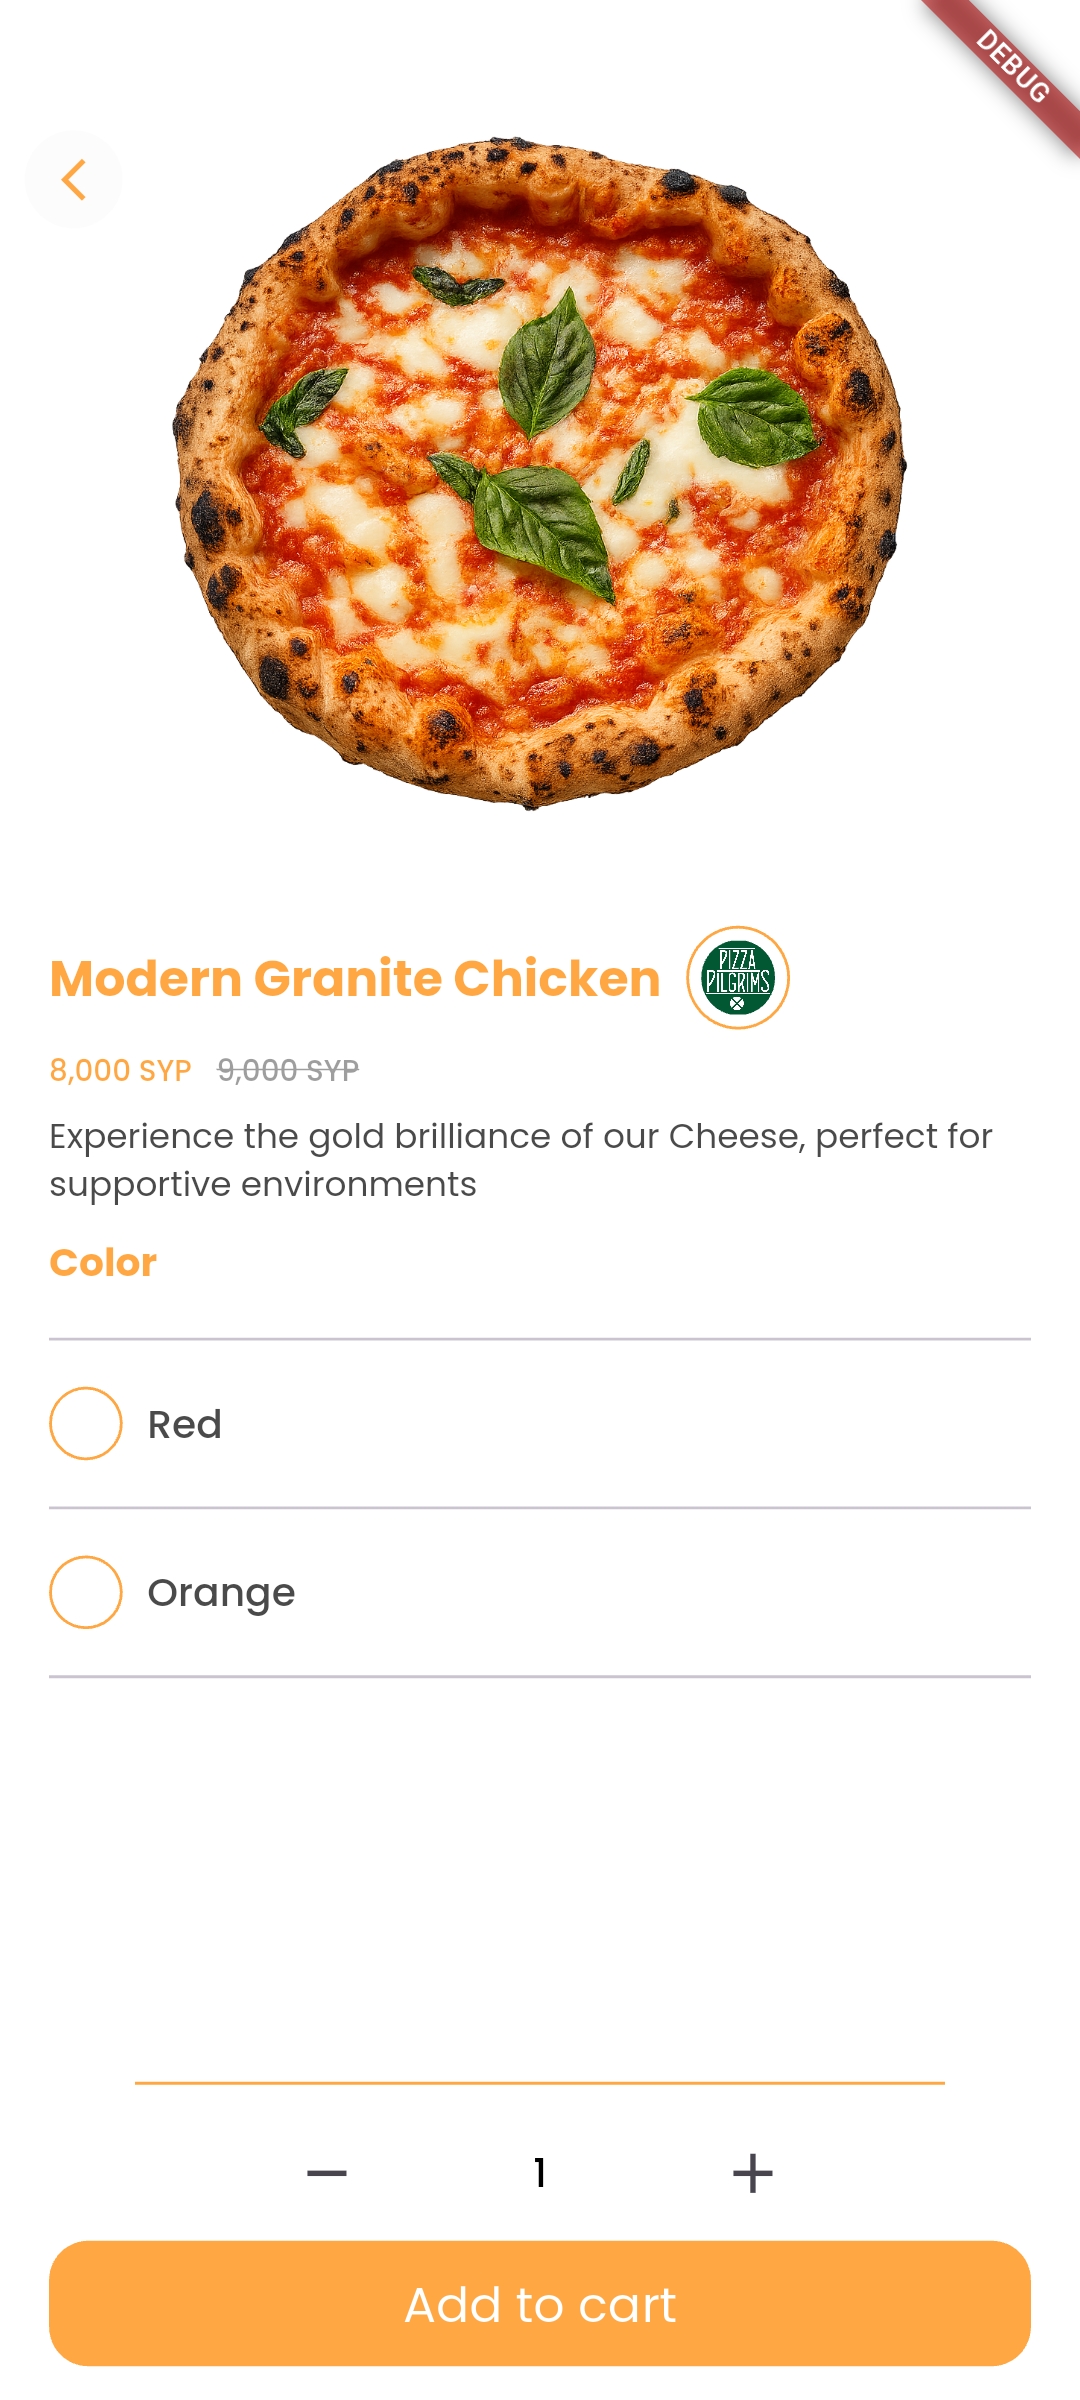 DEBUG
Modern Granite Chicken
PIZZA
PILGRIMS
8,000 SYP 9,000 SYP
Experience the gold brilliance of our Cheese, perfect for
supportive environments
Color
Red
Orange
1
Add to cart